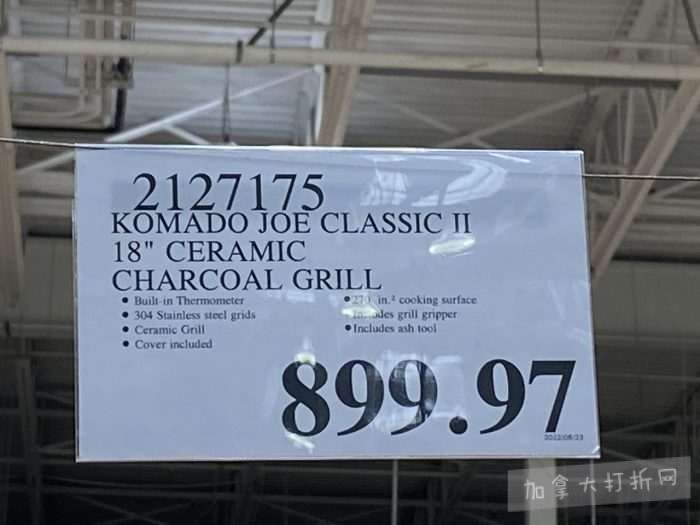 2127175
KOMADO JOE CLASSIC II
18" CERAMIC
CHARCOAL GRILL
• Built-in Thermometer
• 304 Stainless steel grids
• Ceramic Grill
• Cover included
• in.² cooking surface
• Includes grill gripper
• Includes ash tool
899.97
2022/06/23
加拿大打折网